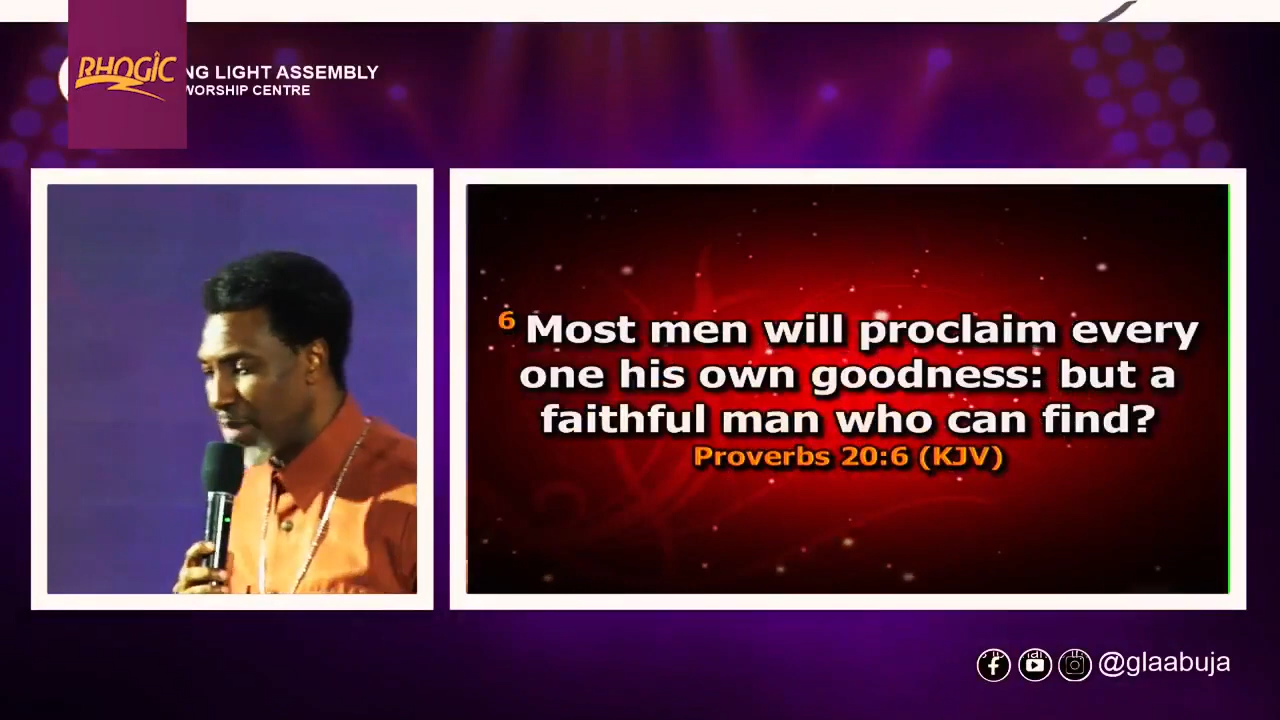 RHOGIC
NG LIGHT ASSEMBLY
WORSHIP CENTRE
6 Most men will proclaim every
one his own goodness: but a
faithful man who can find?
Proverbs 20:6 (KJV)
@glaabuja